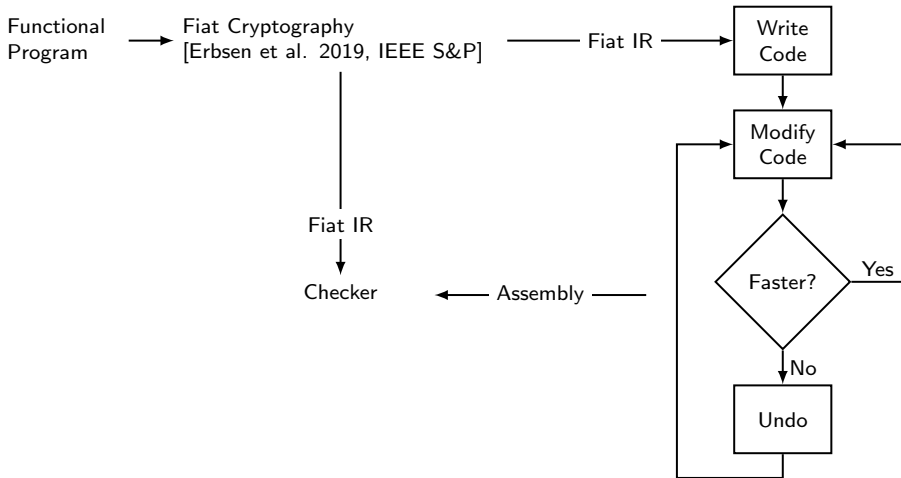 Functional
Program
Fiat Cryptography
[Erbsen et al. 2019, IEEE S&P]
Fiat IR
Write
Code
Modify
Code
Fiat IR
Checker
Assembly
Faster?
Yes
No
Undo